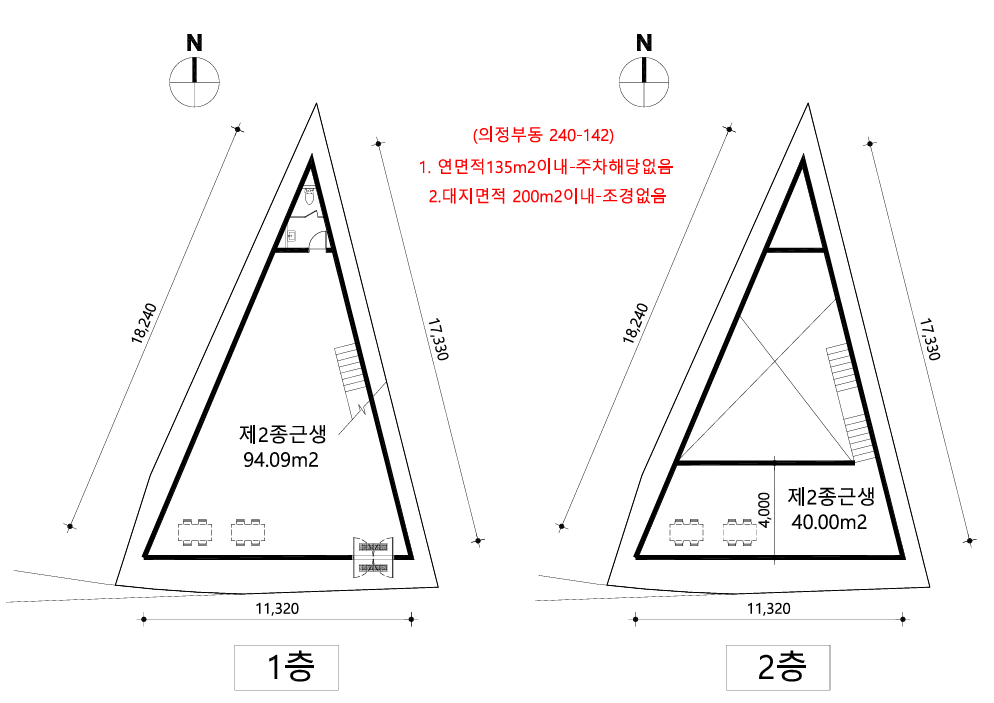 N
N
(의정부동 240-142)
1. 연면적135m2이내-주차해당없음
2.대지면적 200m2이내-조경없음
18,240
17,330
제2종근생
94.09m2
11,320
1층
18,240
17,330
4,000
제2종근생
40.00m2
11,320
2층